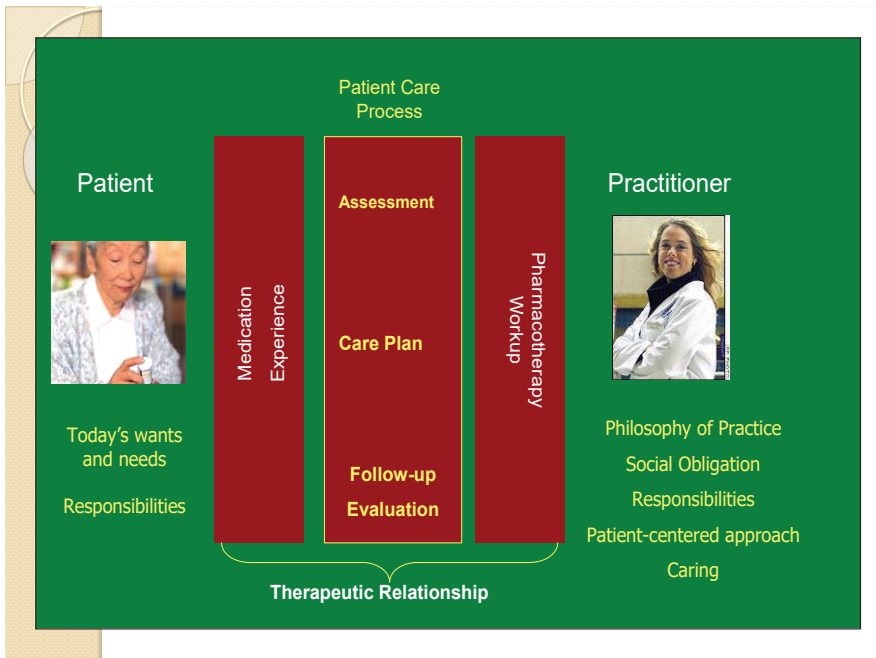 Patient Care
Process
Patient
Practitioner
Medication
Experience
Assessment
Care Plan
Follow-up
Evaluation
Pharmacotherapy
Workup
Today’s wants
and needs
Responsibilities
Philosophy of Practice
Social Obligation
Responsibilities
Patient-centered approach
Caring
Therapeutic Relationship